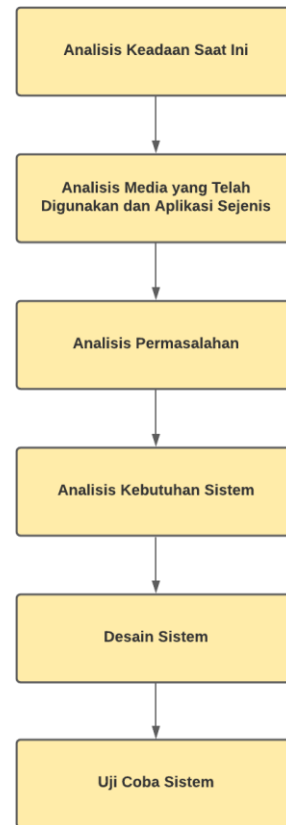 Analisis Keadaan Saat Ini
Analisis Media yang Telah
Digunakan dan Aplikasi Sejenis
Analisis Permasalahan
Analisis Kebutuhan Sistem
Desain Sistem
Uji Coba Sistem